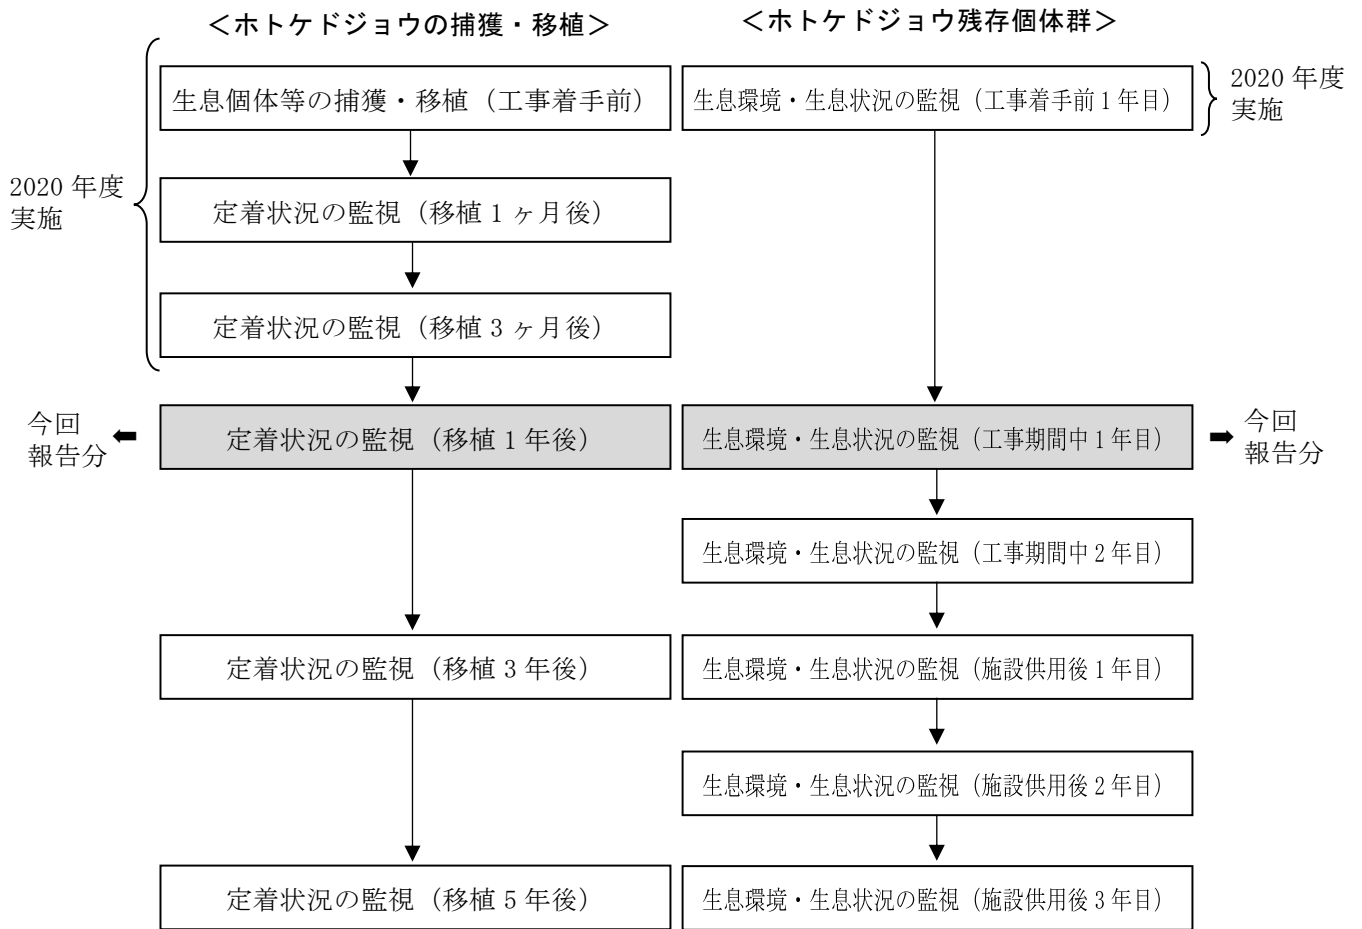 ＜ホトケドジョウの捕獲・移植＞
2020 年度
実施
生息個体等の捕獲・移植（工事着手前）
定着状況の監視（移植 1 ヶ月後）
定着状況の監視（移植 3 ヶ月後）
今回
報告分
定着状況の監視（移植 1 年後）
定着状況の監視（移植 3 年後）
定着状況の監視（移植 5 年後）
＜ホトケドジョウ残存個体群＞
生息環境・生息状況の監視（工事着手前 1 年目）
2020 年度
実施
生息環境・生息状況の監視（工事期間中 1 年目）
今回
報告分
生息環境・生息状況の監視（工事期間中 2 年目）
生息環境・生息状況の監視（施設供用後 1 年目）
生息環境・生息状況の監視（施設供用後 2 年目）
生息環境・生息状況の監視（施設供用後 3 年目）